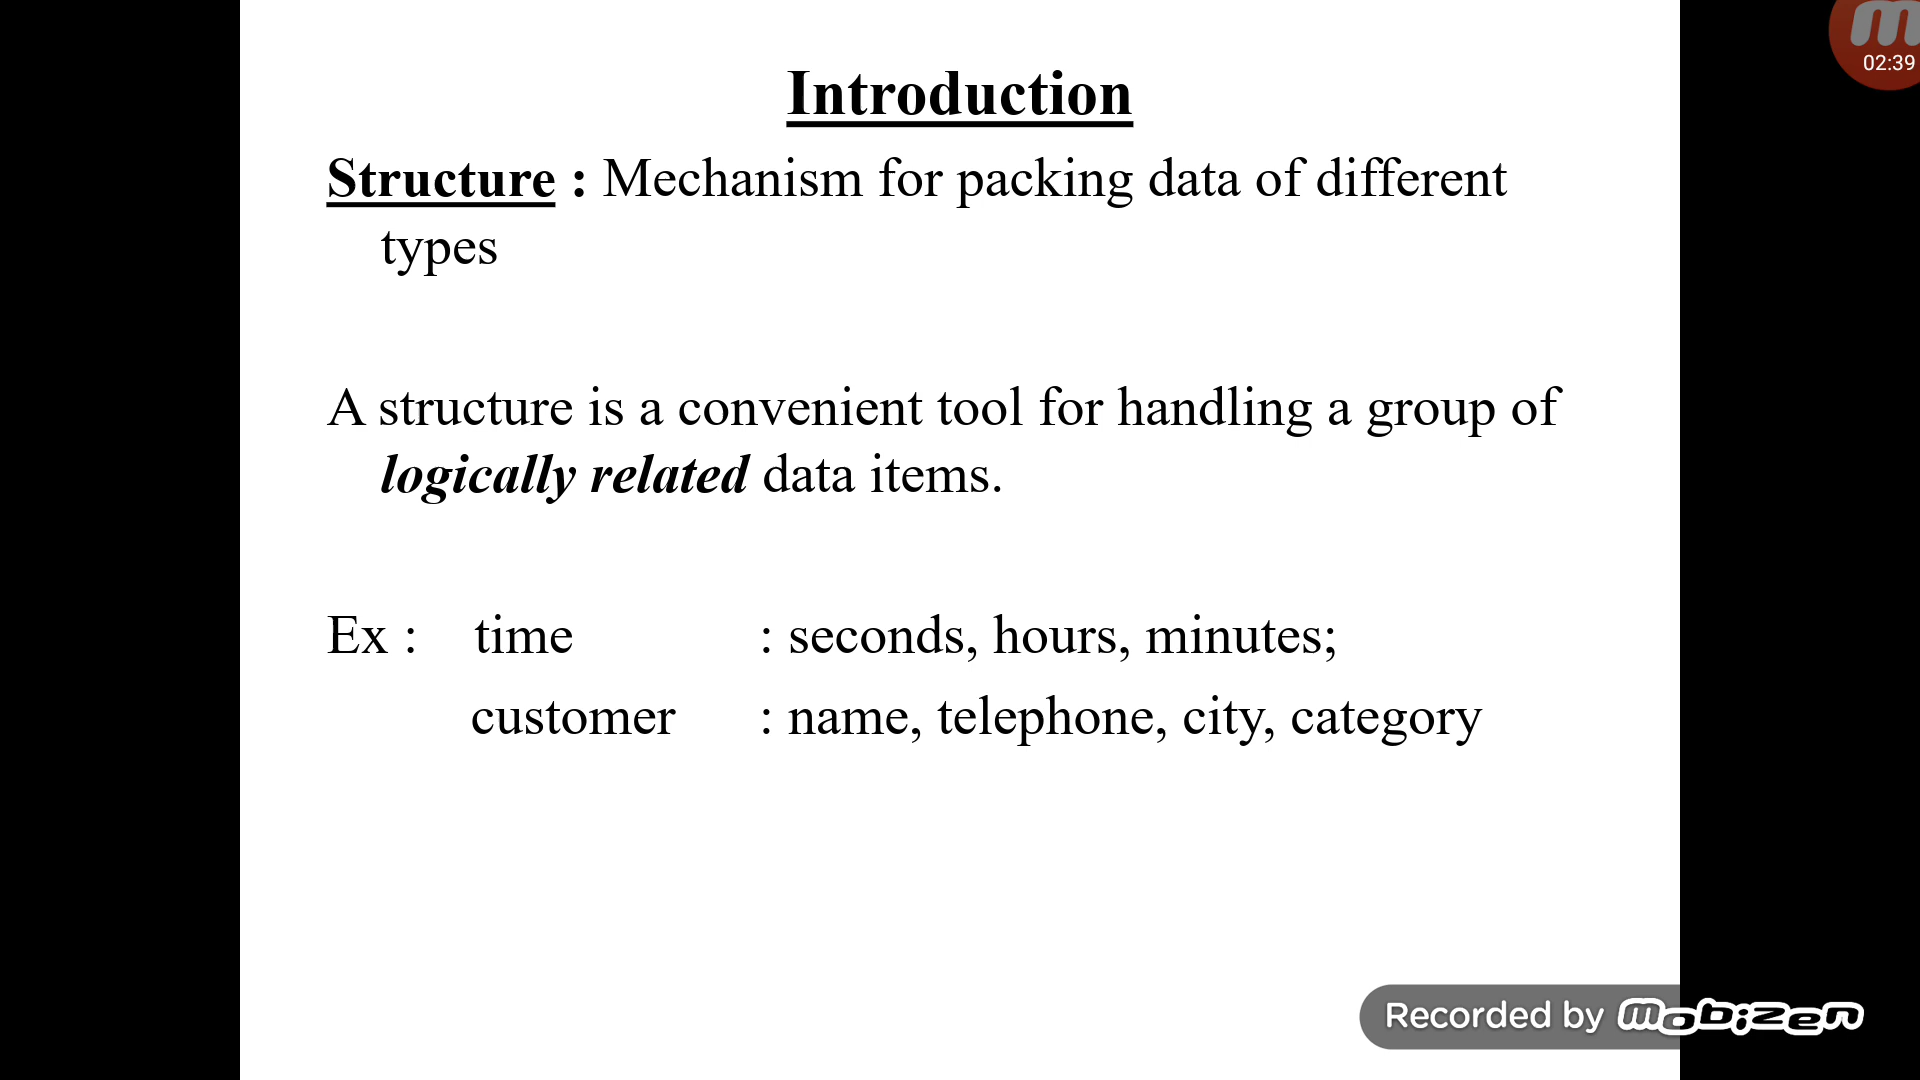 Introduction
Structure : Mechanism for packing data of different
types
A structure is a convenient tool for handling a group of
logically related data items.
Ex : time : seconds, hours, minutes;
customer : name, telephone, city, category
02:39
Recorded by mobizen